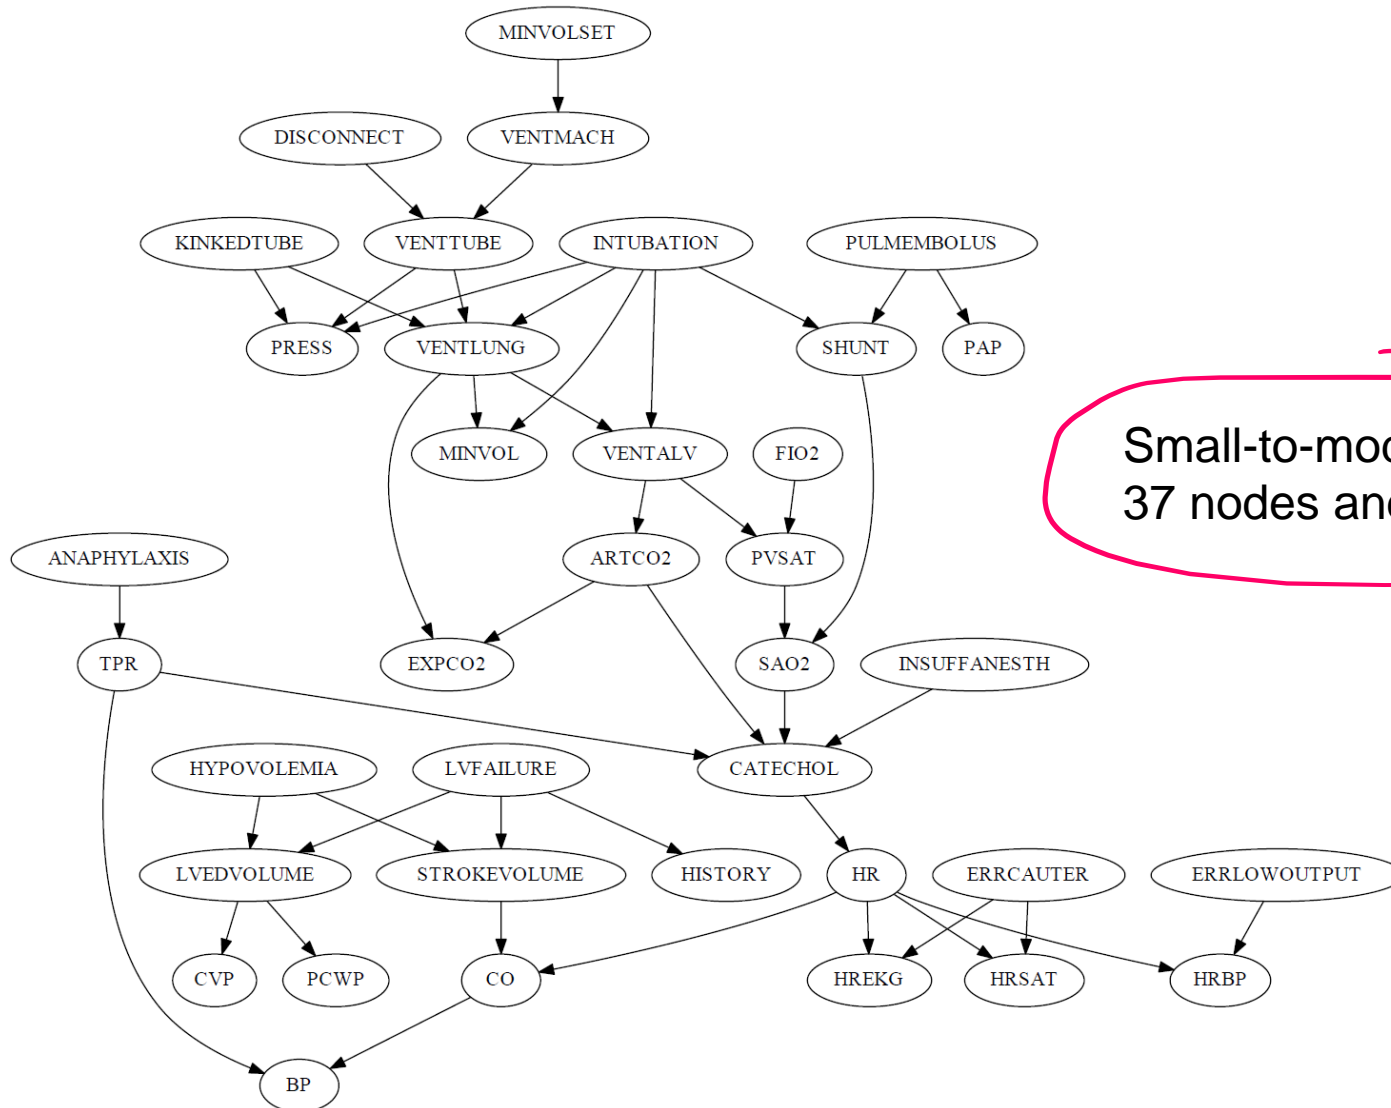 MINVOLSET
DISCONNECT
VENTMACH
KINKEDTUBE
VENTTUBE
INTUBATION
PULMEMBOLUS
PRESS
VENTLUNG
SHUNT
PAP
MINVOL
VENTALV
FIO2
Small-to-mod
37 nodes and
ANAPHYLAXIS
ARTCO2
PVSAT
TPR
EXPCO2
SAO2
INSUFFANESTH
HYPOVOLEMIA
LVFAILURE
CATECHOL
LVEDVOLUME
STROKEVOLUME
HISTORY
HR
ERRCAUTER
ERRLOWOUTPUT
CVP
PCWP
CO
HREKG
HRSAT
HRBP
BP